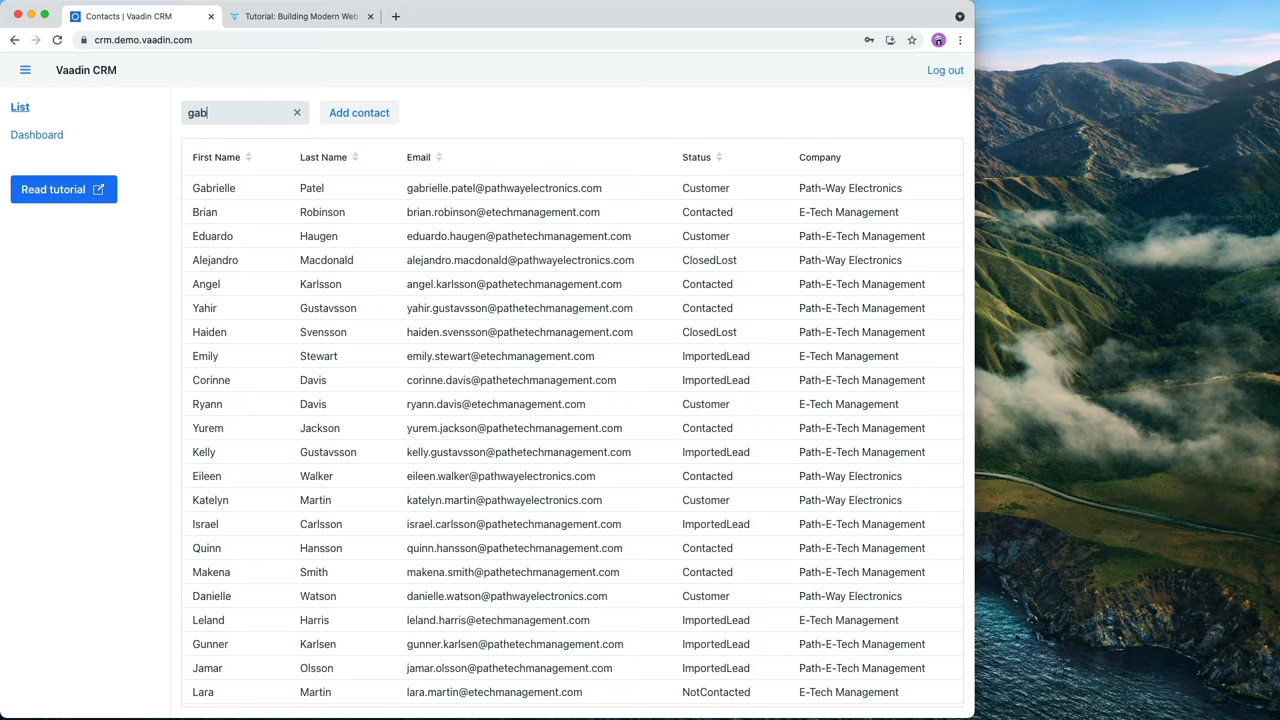 Contacts | Vaadin CRM
Tutorial: Building Modern Web
crm.demo.vaadin.com
Vaadin CRM
Log out
List
Dashboard
Read tutorial
gab
Add contact
First Name Last Name Email Status Company
Gabrielle Patel gabrielle.patel@pathwayelectronics.com Customer Path-Way Electronics
Brian Robinson brian.robinson@etechmanagement.com Contacted E-Tech Management
Eduardo Haugen eduardo.haugen@pathetechmanagement.com Customer Path-E-Tech Management
Alejandro Macdonald alejandro.macdonald@pathwayelectronics.com ClosedLost Path-Way Electronics
Angel Karlsson angel.karlsson@pathetechmanagement.com Contacted Path-E-Tech Management
Yahir Gustavsson yahir.gustavsson@pathetechmanagement.com Contacted Path-E-Tech Management
Haiden Svensson haiden.svensson@pathetechmanagement.com ClosedLost Path-E-Tech Management
Emily Stewart emily.stewart@etechmanagement.com ImportedLead E-Tech Management
Corinne Davis corinne.davis@pathetechmanagement.com ImportedLead Path-E-Tech Management
Ryann Davis ryann.davis@etechmanagement.com Customer E-Tech Management
Yurem Jackson yurem.jackson@pathetechmanagement.com Contacted Path-E-Tech Management
Kelly Gustavsson kelly.gustavsson@pathetechmanagement.com ImportedLead Path-E-Tech Management
Eileen Walker eileen.walker@pathwayelectronics.com Contacted Path-Way Electronics
Katelyn Martin katelyn.martin@pathwayelectronics.com Customer Path-Way Electronics
Israel Carlsson israel.carlsson@pathetechmanagement.com ImportedLead Path-E-Tech Management
Quinn Hansson quinn.hansson@pathetechmanagement.com Contacted Path-E-Tech Management
Makena Smith makena.smith@pathetechmanagement.com Contacted Path-E-Tech Management
Danielle Watson danielle.watson@pathwayelectronics.com Customer Path-Way Electronics
Leland Harris leland.harris@etechmanagement.com ImportedLead E-Tech Management
Gunner Karlsen gunner.karlsen@pathetechmanagement.com ImportedLead Path-E-Tech Management
Jamar Olsson jamar.olsson@pathetechmanagement.com ImportedLead Path-E-Tech Management
Lara Martin lara.martin@etechmanagement.com NotContacted E-Tech Management